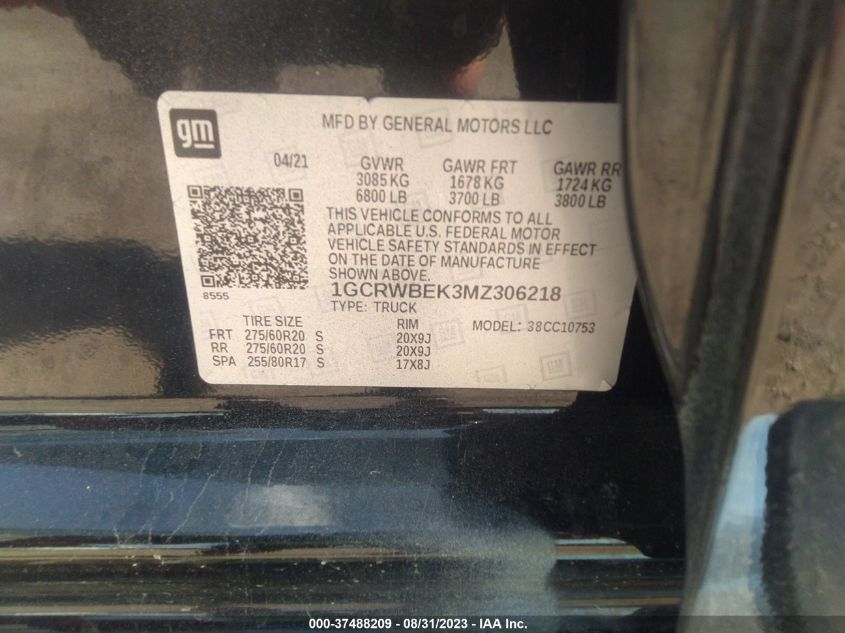 gm
MFD BY GENERAL MOTORS LLC
04/21 GVWR GAWR FRT GAWR RR
3085 KG 1678 KG 1724 KG
6800 LB 3700 LB 3800 LB
THIS VEHICLE CONFORMS TO ALL
APPLICABLE U.S. FEDERAL MOTOR
VEHICLE SAFETY STANDARDS IN EFFECT
ON THE DATE OF MANUFACTURE
SHOWN ABOVE.
8555 1GCRWBEK3MZ306218
TYPE: TRUCK
TIRE SIZE RIM MODEL: 38CC10753
FRT 275/60R20 S 20X9J
RR 275/60R20 S 20X9J
SPA 255/80R17 S 17X8J
000-37488209 - 08/31/2023 - IAA Inc.